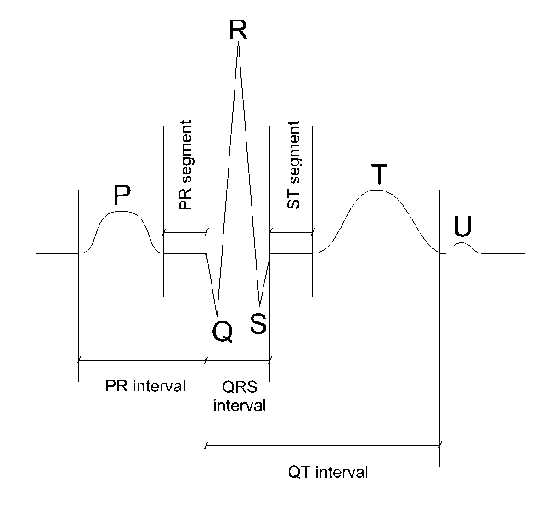 R
PR segment
ST segment
P
T
U
Q
S
PR interval
QRS
interval
QT interval